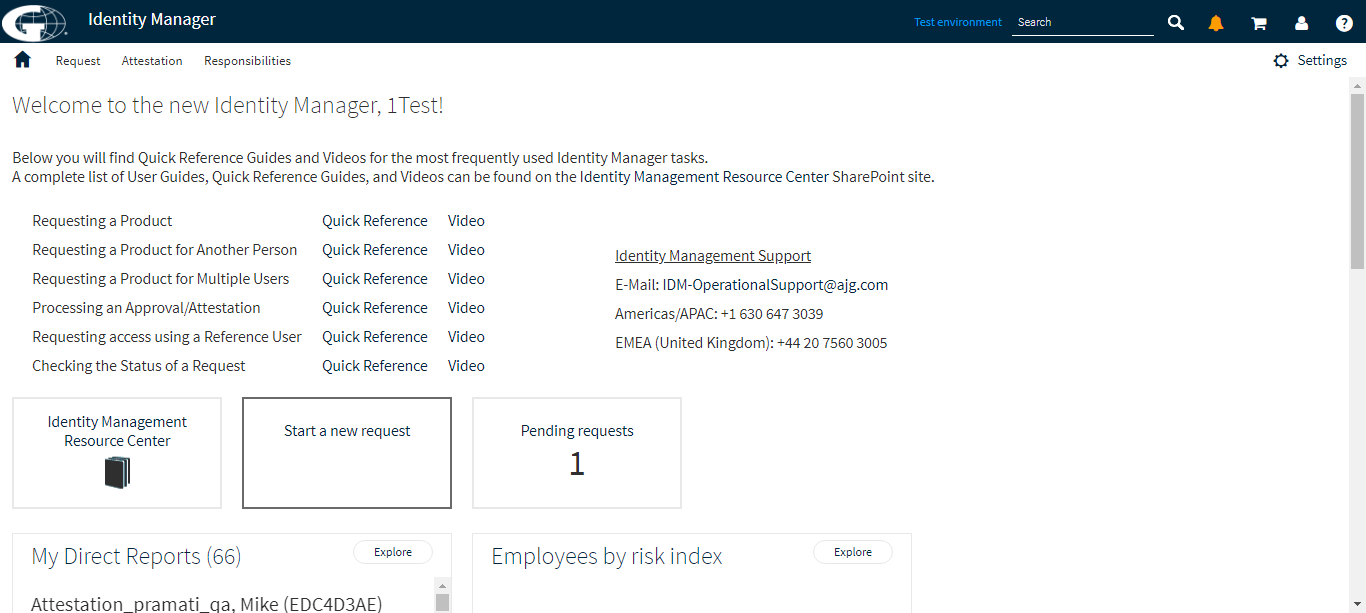 Identity Manager
Test environment Search
Request Attestation Responsibilities Settings
Welcome to the new Identity Manager, 1Test!
Below you will find Quick Reference Guides and Videos for the most frequently used Identity Manager tasks.
A complete list of User Guides, Quick Reference Guides, and Videos can be found on the Identity Management Resource Center SharePoint site.
Requesting a Product Quick Reference Video
Requesting a Product for Another Person Quick Reference Video
Requesting a Product for Multiple Users Quick Reference Video
Processing an Approval/Attestation Quick Reference Video
Requesting access using a Reference User Quick Reference Video
Checking the Status of a Request Quick Reference Video
Identity Management Support
E-Mail: IDM-OperationalSupport@ajg.com
Americas/APAC: +1 630 647 3039
EMEA (United Kingdom): +44 20 7560 3005
Identity Management
Resource Center
Start a new request
Pending requests
1
My Direct Reports (66) Explore
Attestation_pramati_qa, Mike (EDC4D3AE)
Employees by risk index Explore